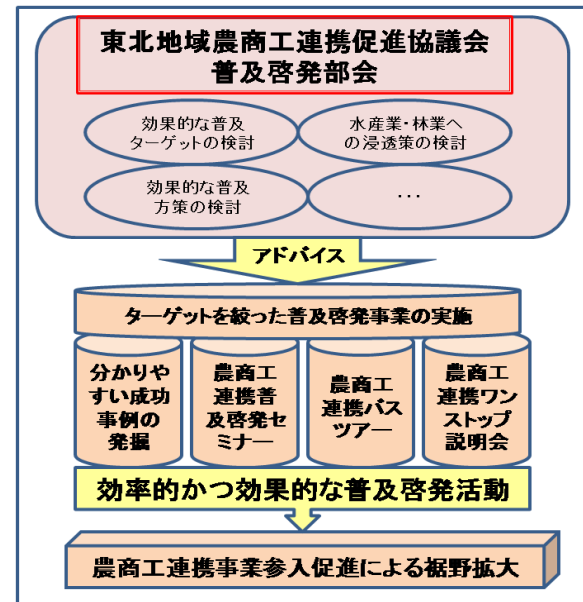 東北地域農商工連携促進協議会
普及啓発部会
効果的な普及
ターゲットの検討
水産業・林業へ
の浸透策の検討
効果的な普及
方策の検討
・・・
アドバイス
ターゲットを絞った普及啓発事業の実施
分かりや
すい成功
事例の
発掘
農商工
連携普
及啓発セ
ミナー
農商工
連携バス
ツアー
農商工
連携ワン
ストップ
説明会
効率的かつ効果的な普及啓発活動
農商工連携事業参入促進による裾野拡大